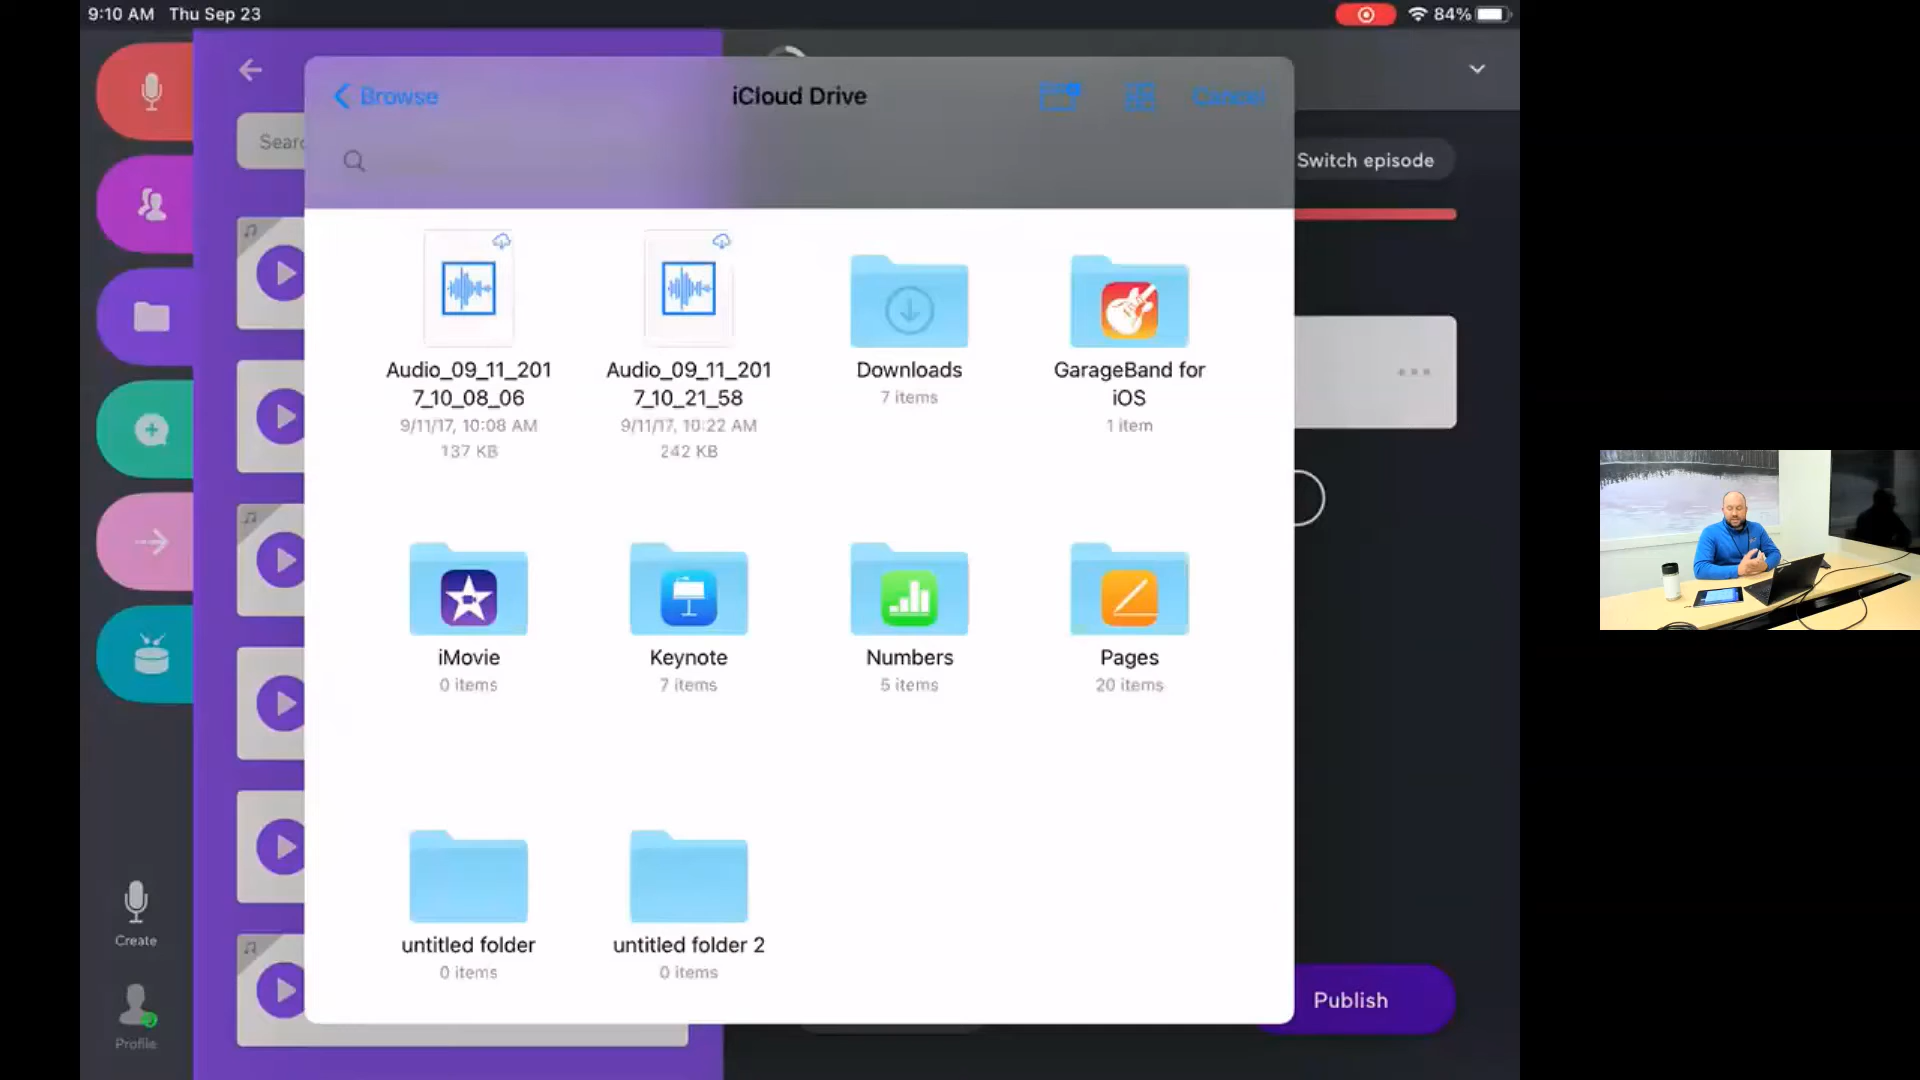 9:10 AM Thu Sep 23
84%
Browse
iCloud Drive
Cancel
Switch episode
Audio_09_11_201
7_10_08_06
9/11/17, 10:08 AM
137 KB
Audio_09_11_201
7_10_21_58
9/11/17, 10:22 AM
242 KB
Downloads
7 items
GarageBand for
iOS
1 item
iMovie
0 items
Keynote
7 items
Numbers
5 items
Pages
20 items
untitled folder
0 items
untitled folder 2
0 items
Create
Profile
Publish